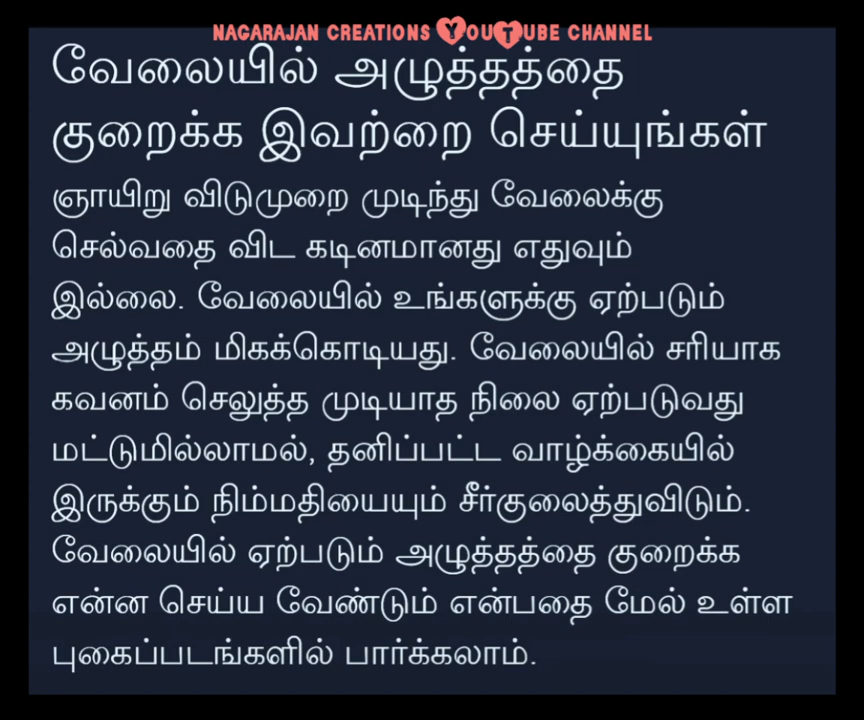 NAGARAJAN CREATIONS YOUTUBE CHANNEL
வேலையில் அழுத்தத்தை
குறைக்க இவற்றை செய்யுங்கள்
ஞாயிறு விடுமுறை முடிந்து வேலைக்கு
செல்வதை விட கடினமானது எதுவும்
இல்லை. வேலையில் உங்களுக்கு ஏற்படும்
அழுத்தம் மிகக்கொடியது. வேலையில் சரியாக
கவனம் செலுத்த முடியாத நிலை ஏற்படுவது
மட்டுமில்லாமல், தனிப்பட்ட வாழ்க்கையில்
இருக்கும் நிம்மதியையும் சீர்குலைத்துவிடும்.
வேலையில் ஏற்படும் அழுத்தத்தை குறைக்க
என்ன செய்ய வேண்டும் என்பதை மேல் உள்ள
புகைப்படங்களில் பார்க்கலாம்.